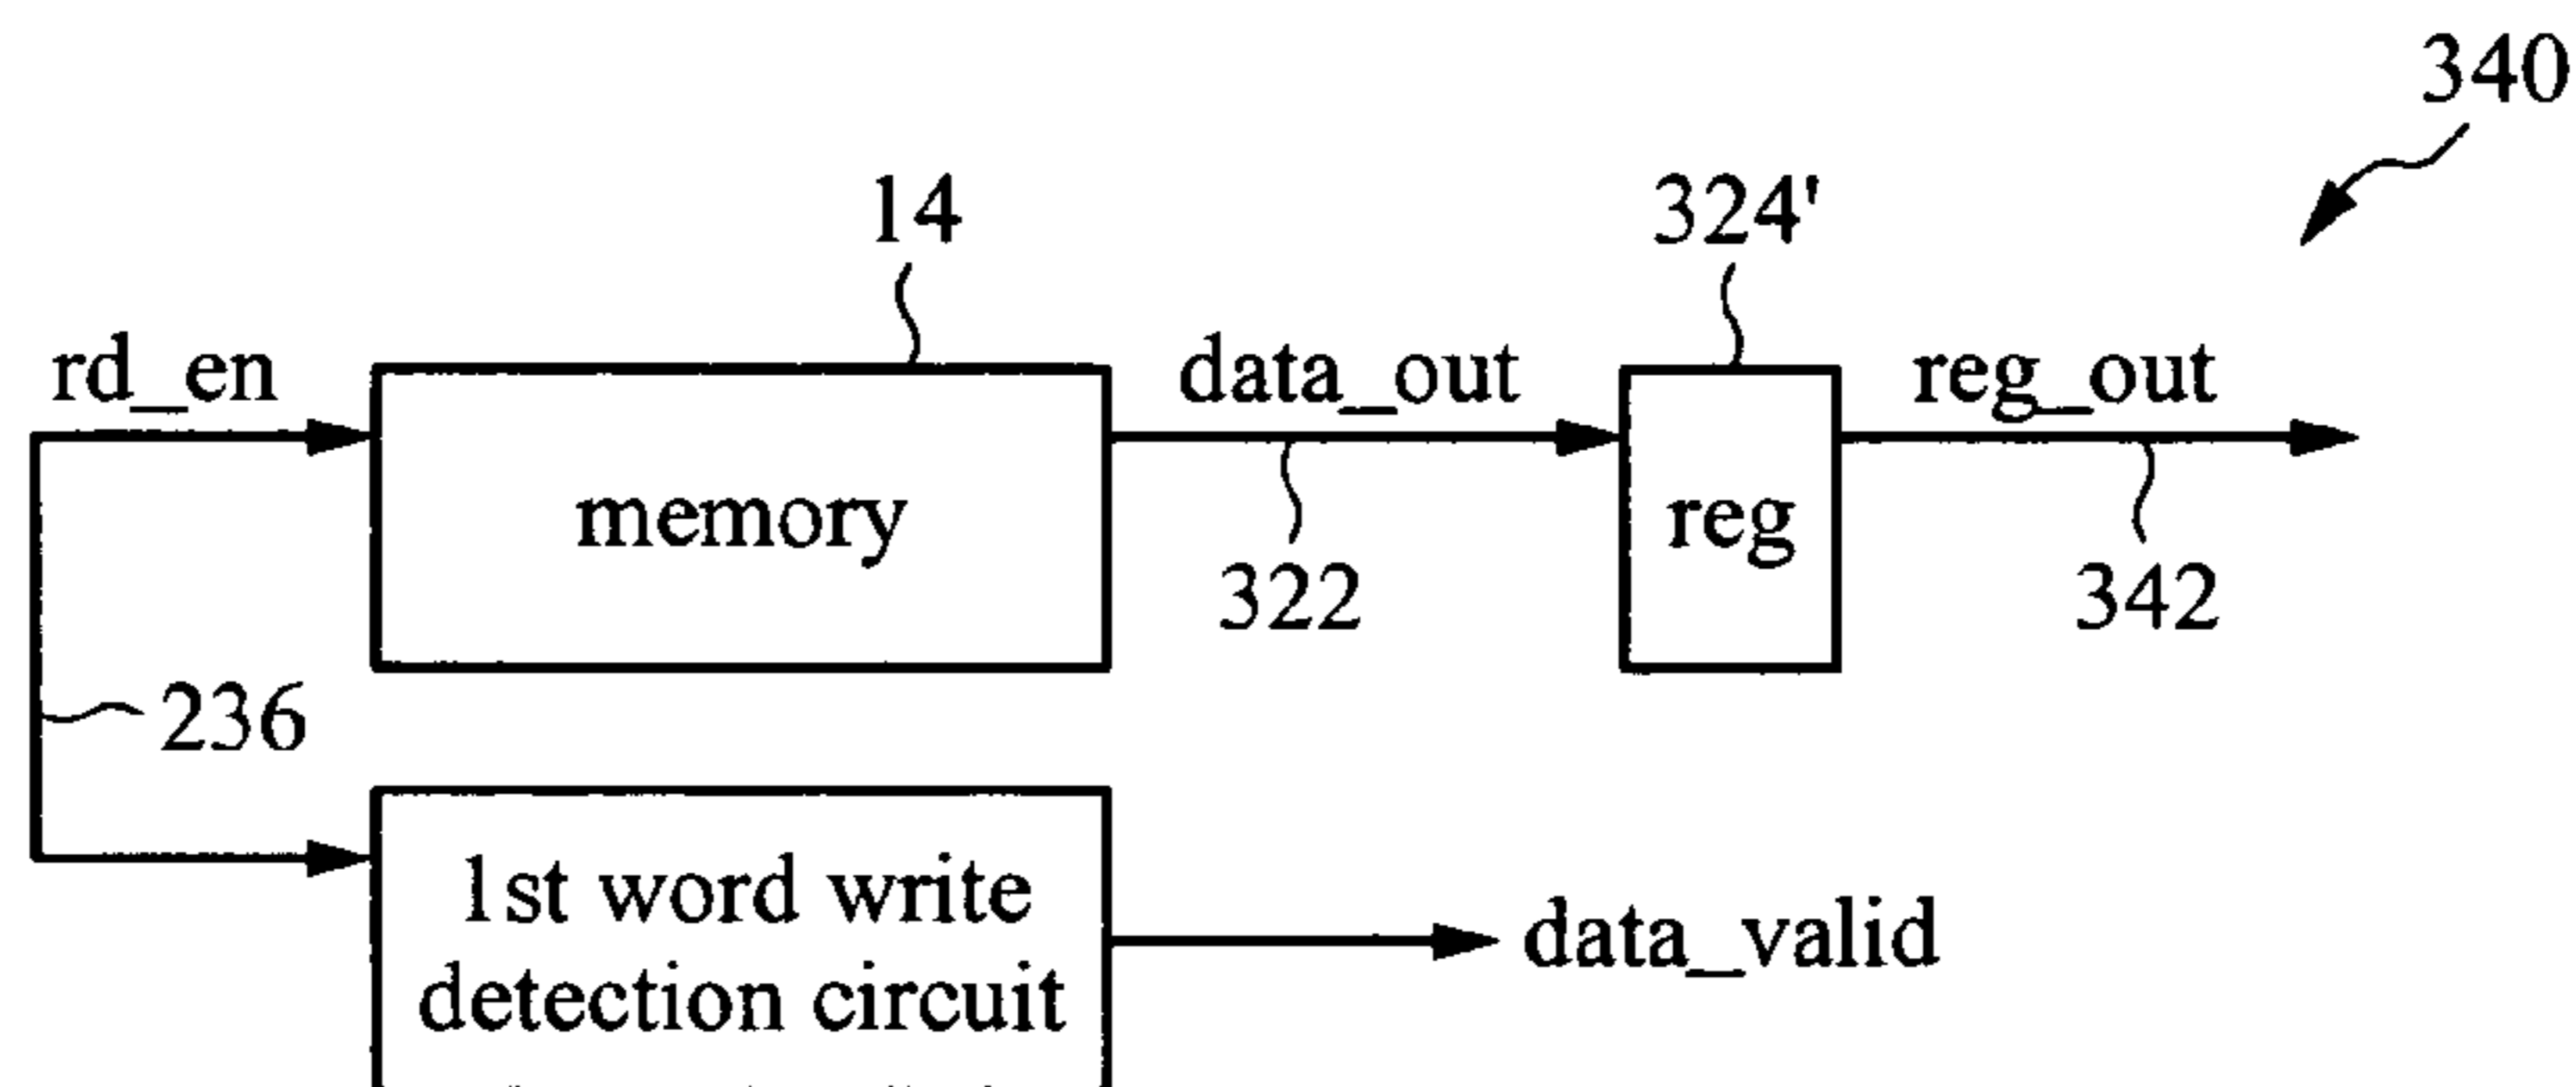 340
14
324'
rd_en
data_out
reg_out
memory
reg
322
342
236
1st word write
detection circuit
data_valid